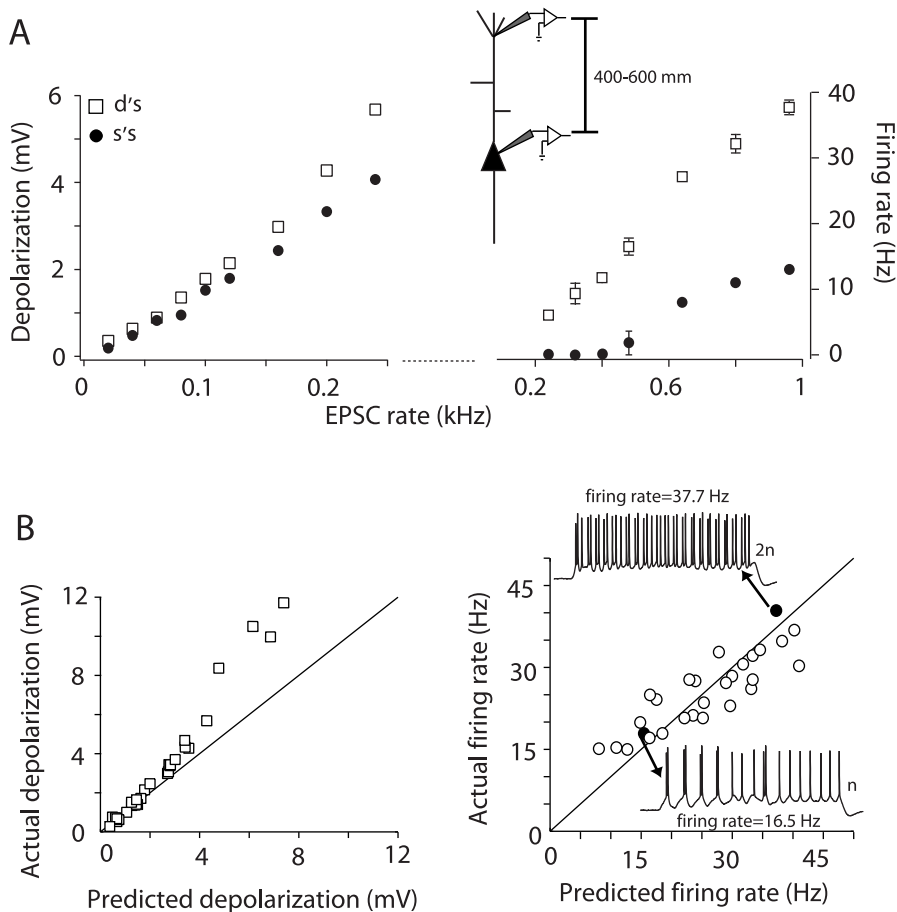 A
400-600 mm
6
4
2
0
Depolarization (mV)
d's
s's
40
30
20
10
0
Firing rate (Hz)
0
0.1
0.2
0.2
0.6
1
EPSC rate (kHz)
B
firing rate=37.7 Hz
2n
12
8
4
0
Actual depolarization (mV)
45
30
15
0
Actual firing rate (Hz)
n
firing rate=16.5 Hz
0
4
8
12
0
15
30
45
Predicted depolarization (mV)
Predicted firing rate (Hz)